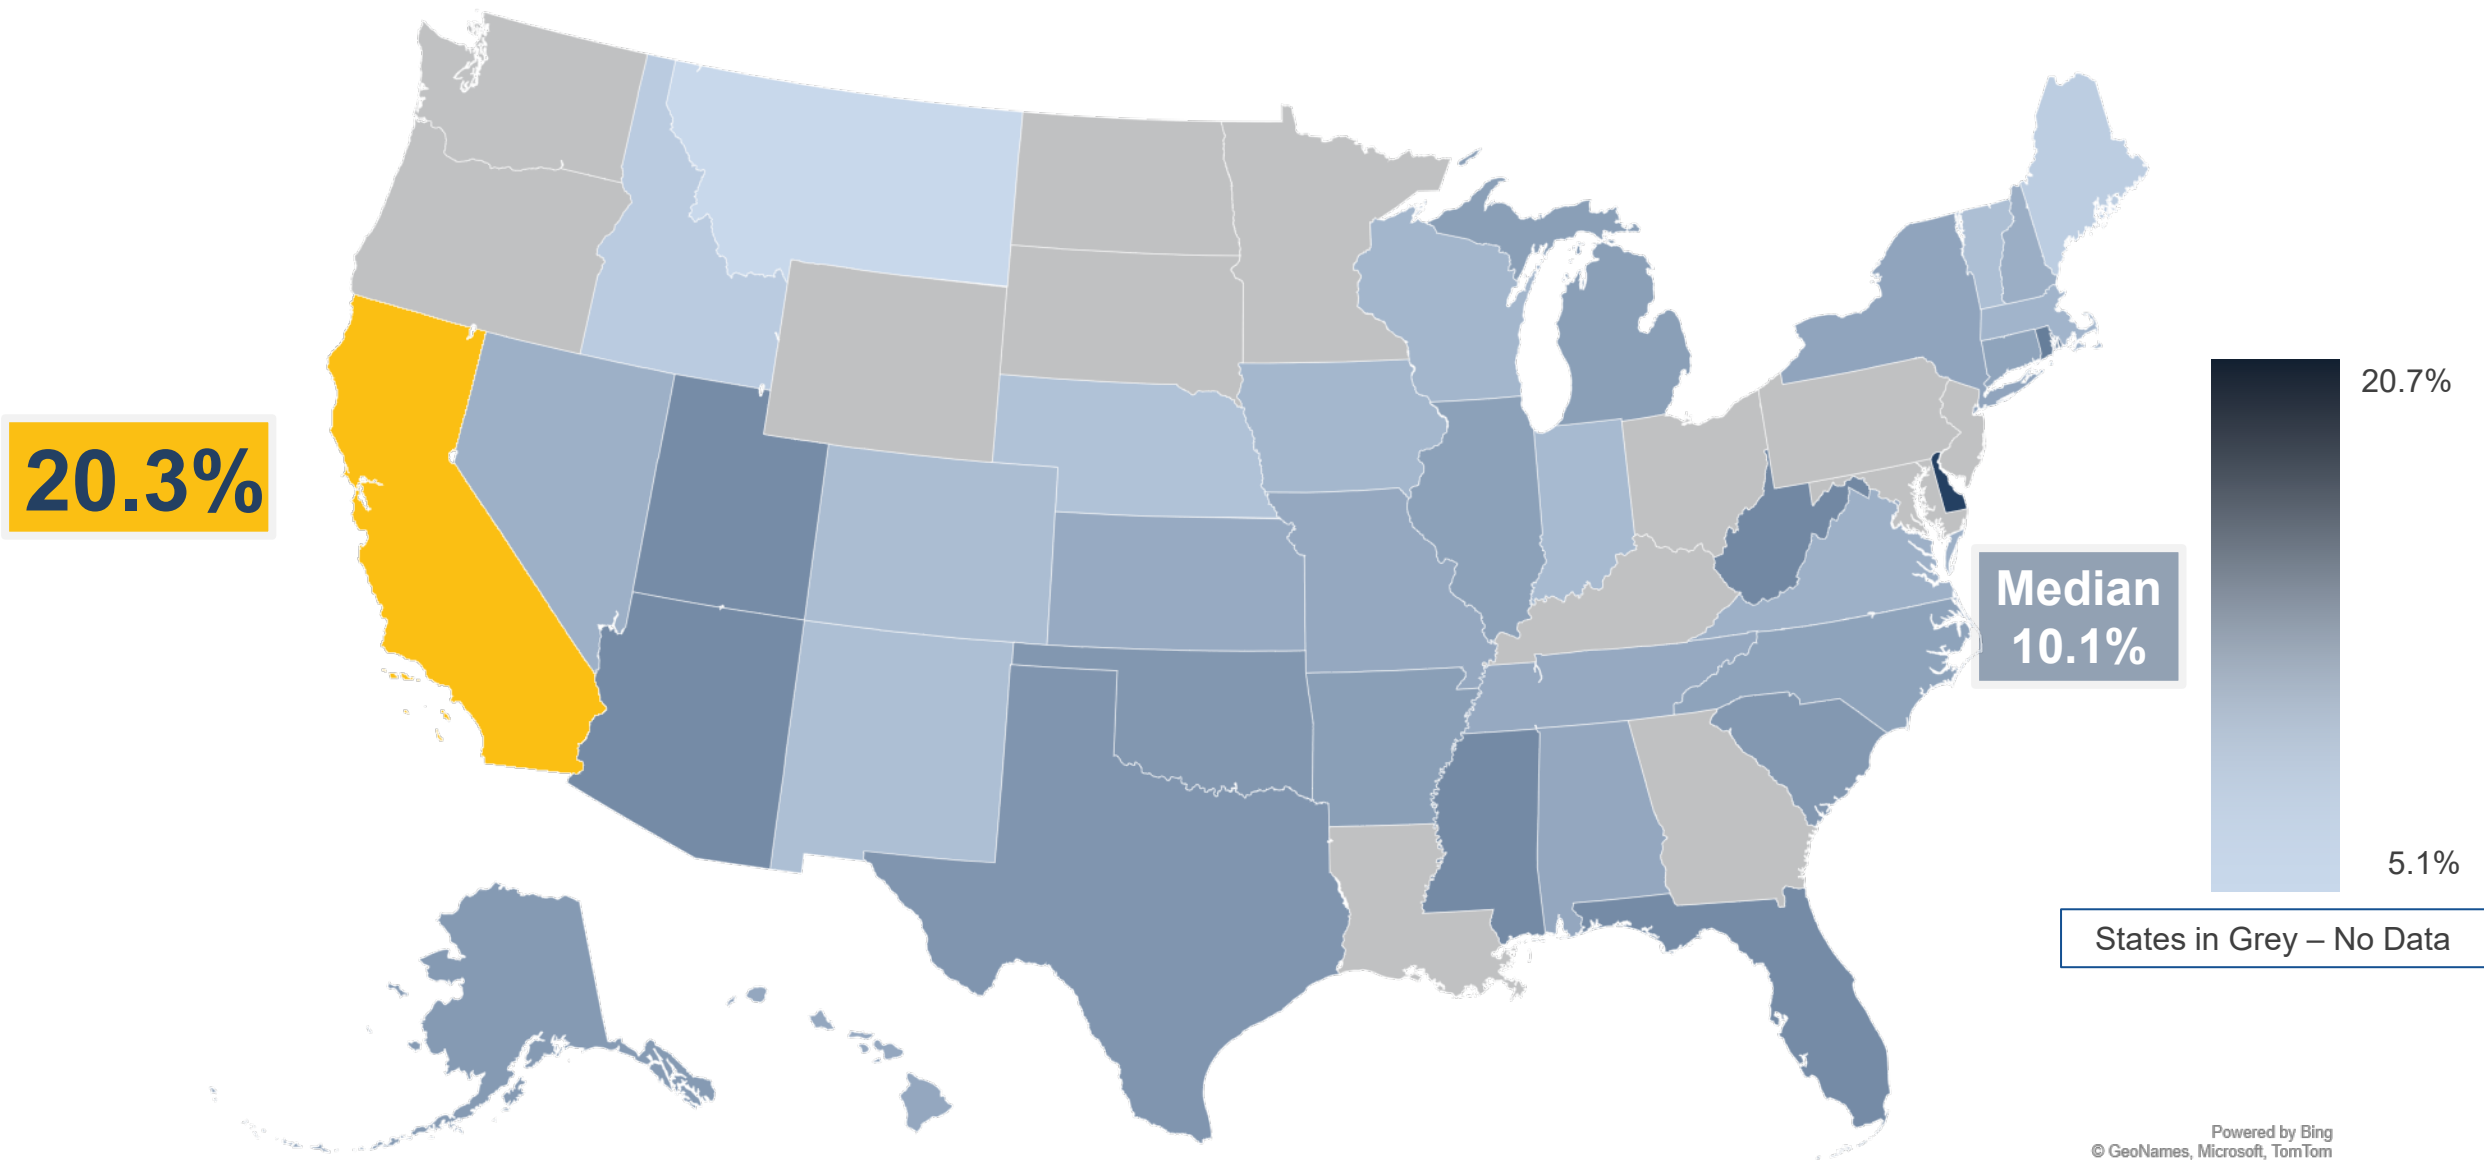 20.3%
20.7%
Median
10.1%
5.1%
States in Grey – No Data
Powered by Bing
© GeoNames, Microsoft, TomTom